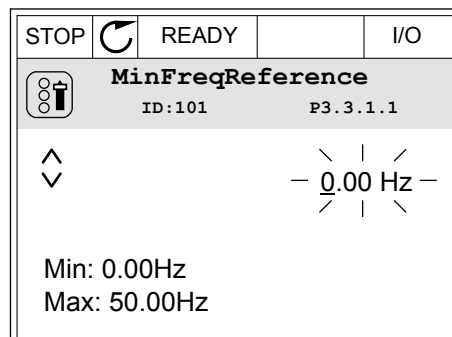 STOP READY I/O
MinFreqReference
ID:101 P3.3.1.1
0.00 Hz
Min: 0.00Hz
Max: 50.00Hz